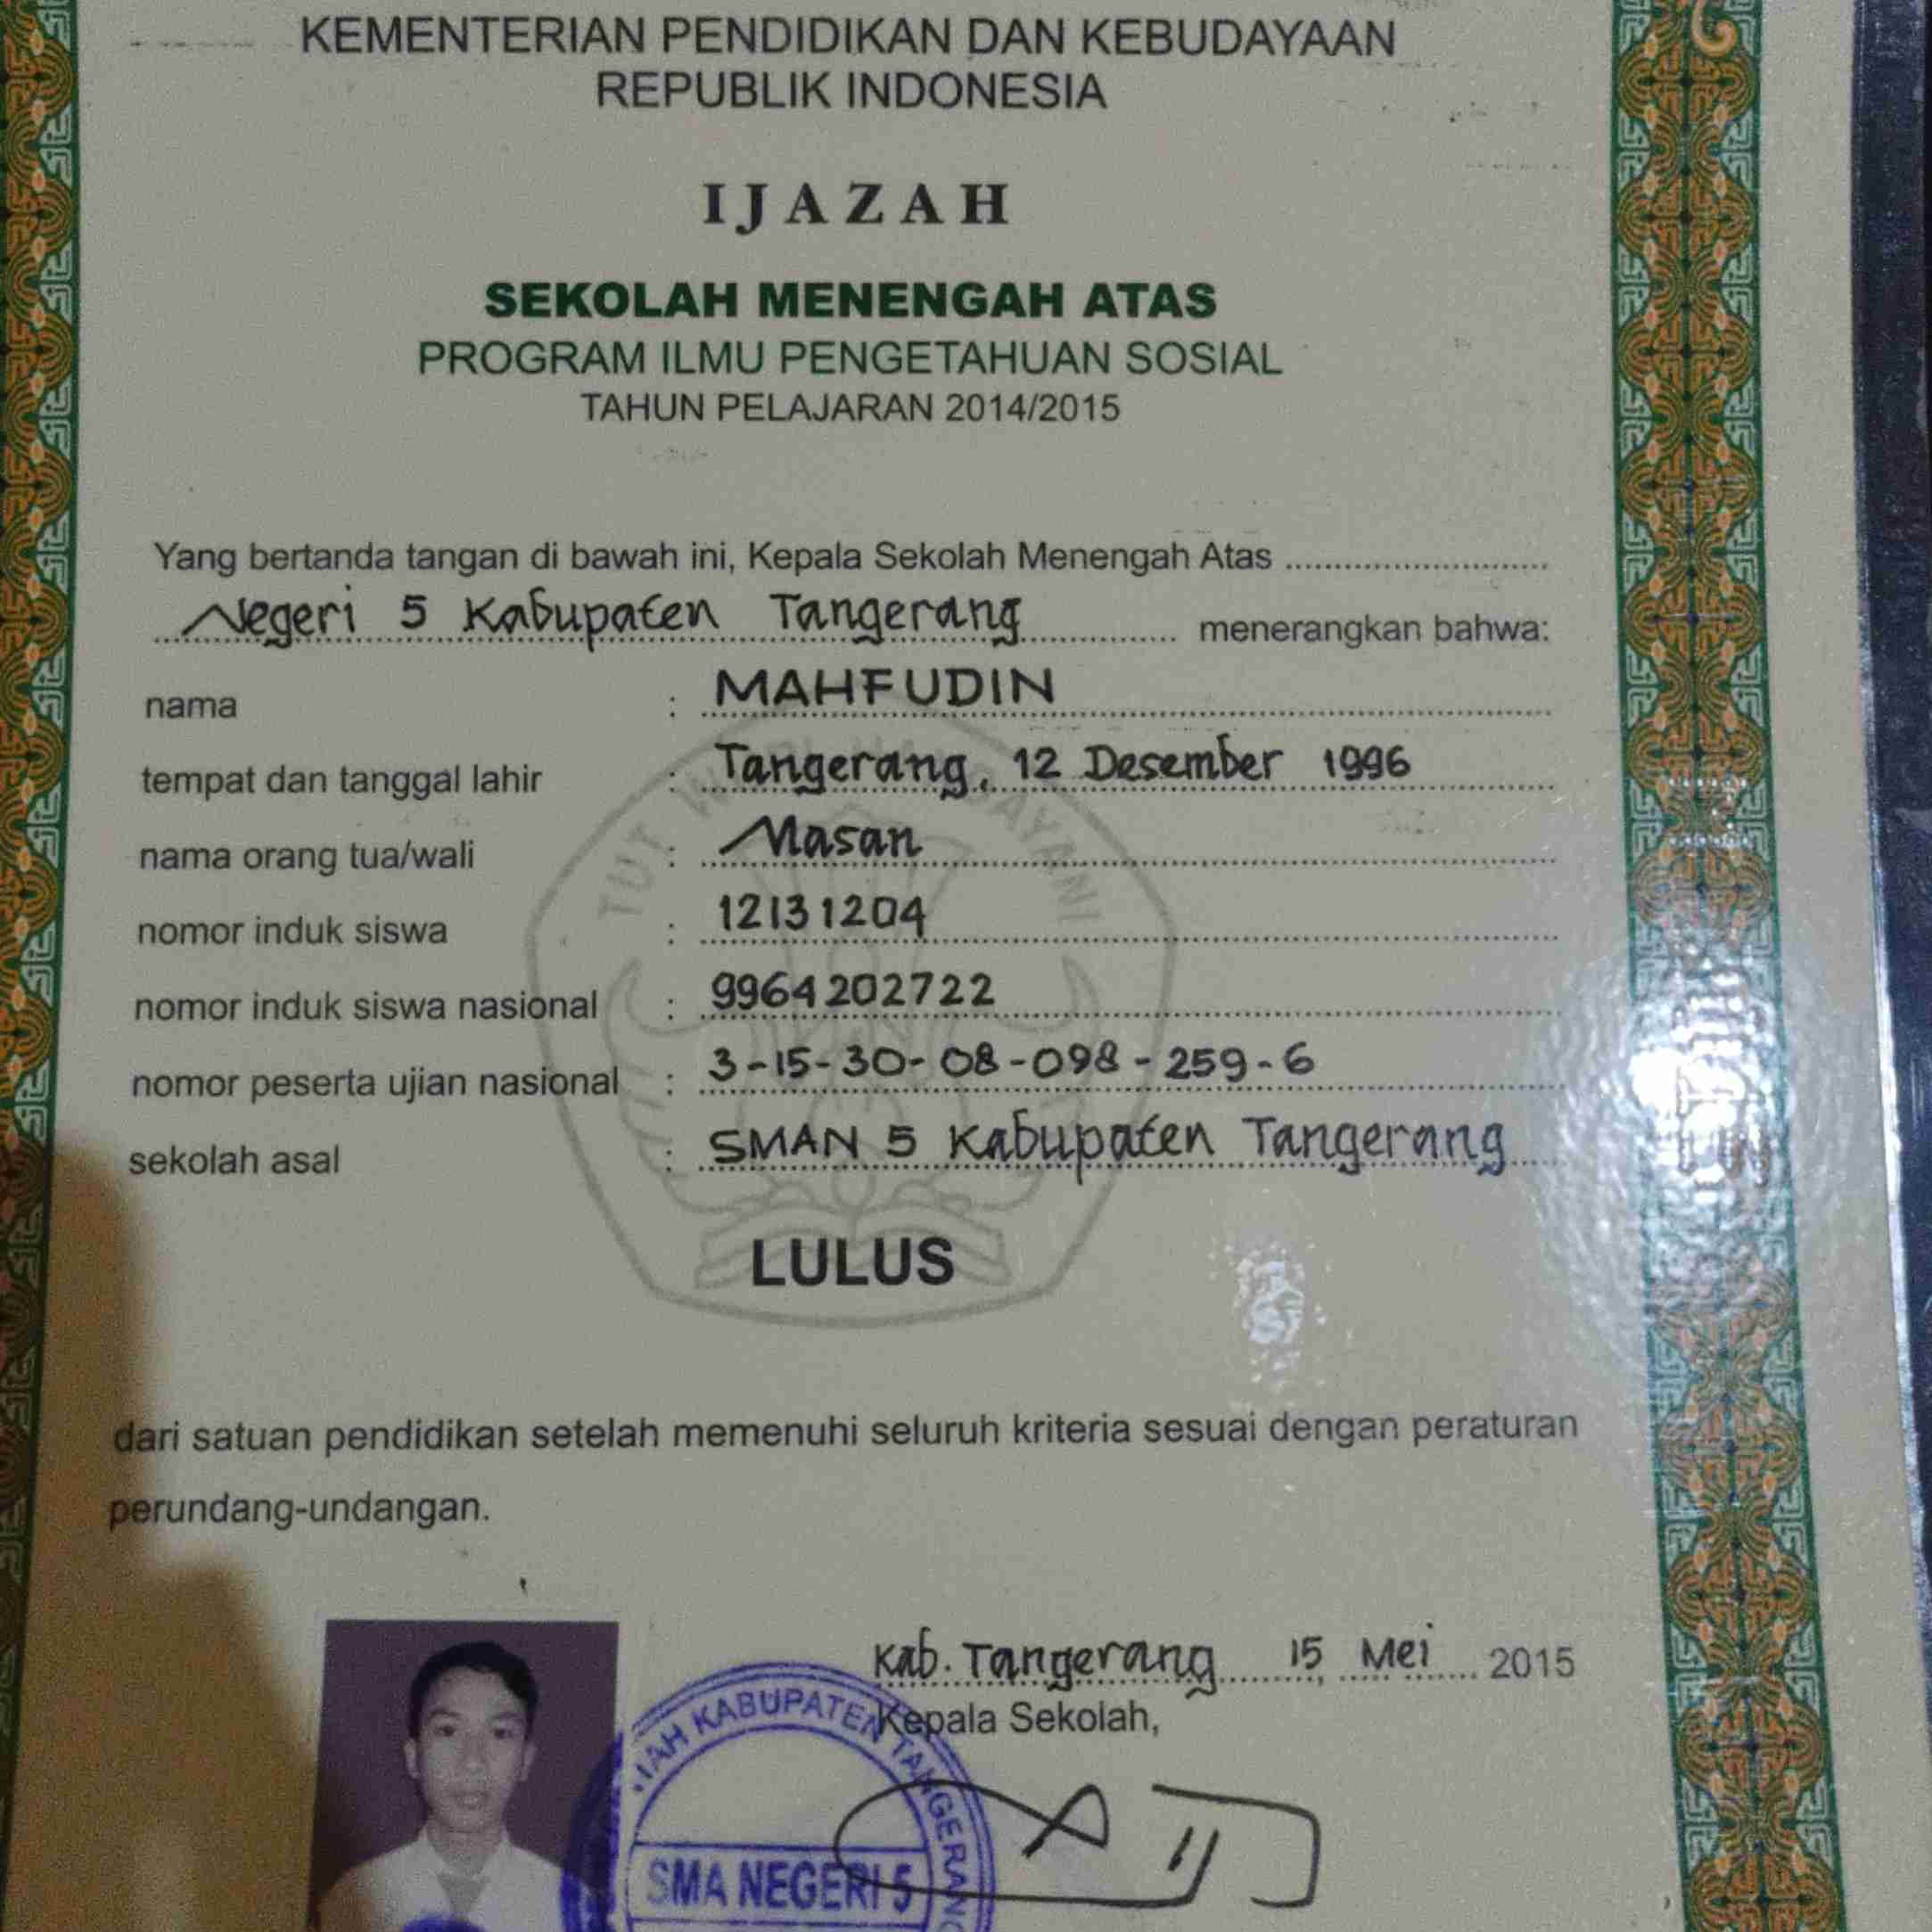 KEMENTERIAN PENDIDIKAN DAN KEBUDAYAAN
REPUBLIK INDONESIA
IJAZAH
SEKOLAH MENENGAH ATAS
PROGRAM ILMU PENGETAHUAN SOSIAL
TAHUN PELAJARAN 2014/2015
Yang bertanda tangan di bawah ini, Kepala Sekolah Menengah Atas
Negeri 5 Kabupaten Tangerang menerangkan bahwa:
nama : MAHFUDIN
tempat dan tanggal lahir : Tangerang, 12 Desember 1996
nama orang tua/wali : Masan
nomor induk siswa : 12131204
nomor induk siswa nasional : 9964202722
nomor peserta ujian nasional : 3-15-30-08-098-259-6
sekolah asal : SMAN 5 Kabupaten Tangerang
TUT WURI HANDAYANI
LULUS
dari satuan pendidikan setelah memenuhi seluruh kriteria sesuai dengan peraturan
perundang-undangan.
Kab. Tangerang, 15 Mei 2015
Kepala Sekolah,
KABUPATEN TANGERANG
SMA NEGERI 5